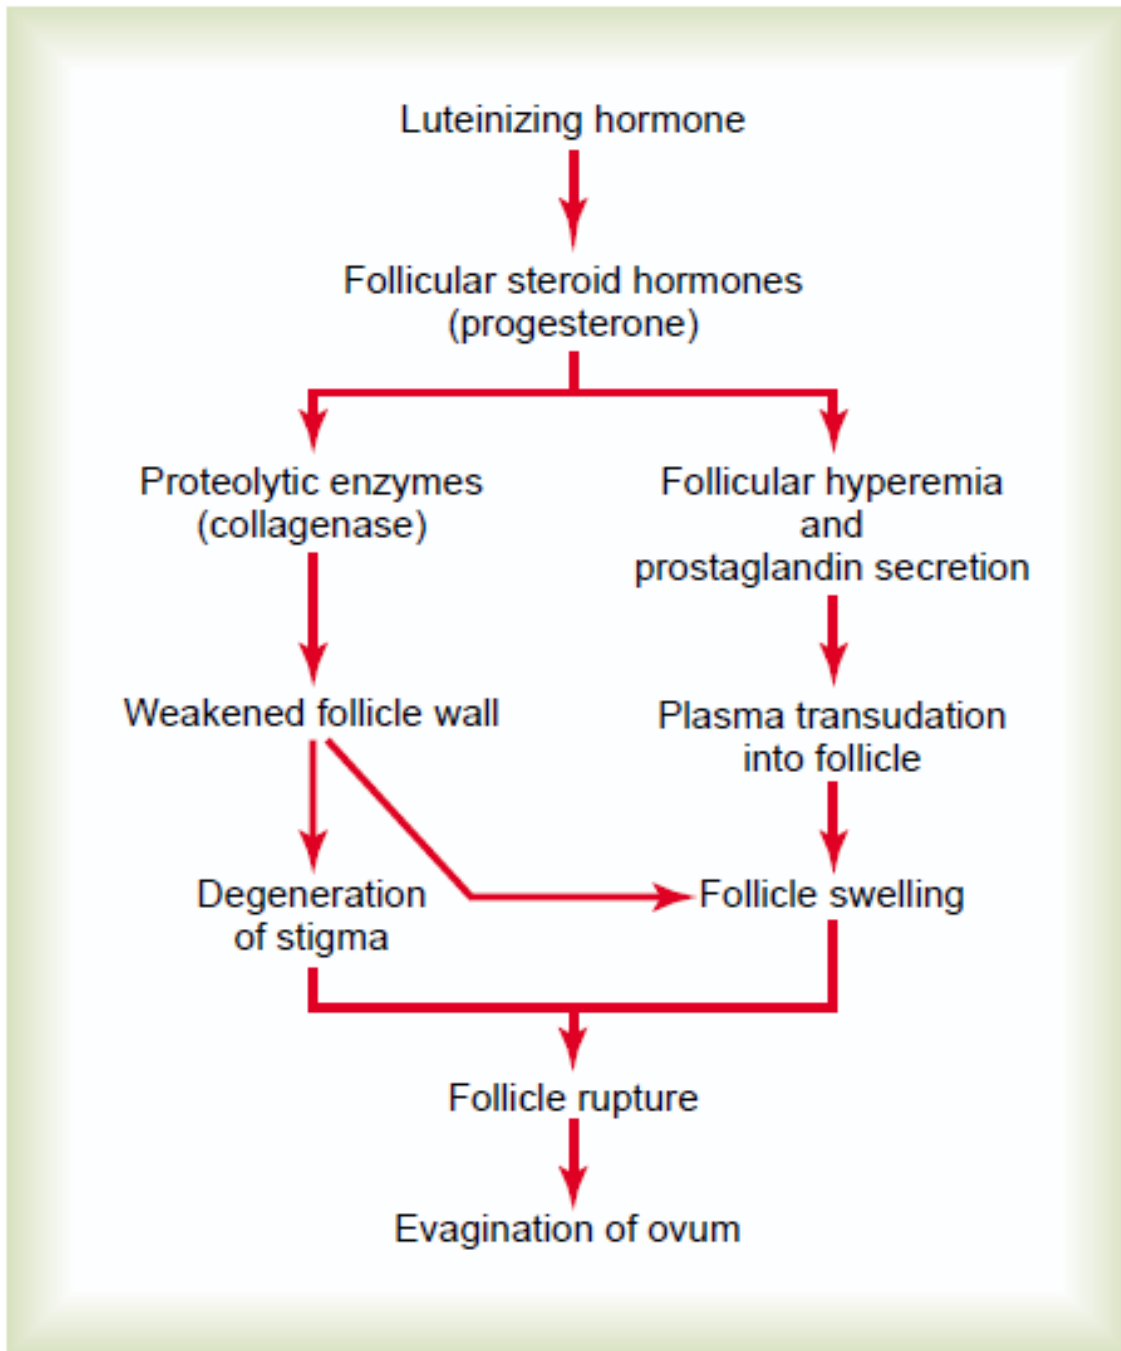 Luteinizing hormone
Follicular steroid hormones
(progesterone)
Proteolytic enzymes
(collagenase)
Follicular hyperemia
and
prostaglandin secretion
Weakened follicle wall
Plasma transudation
into follicle
Degeneration
of stigma
Follicle swelling
Follicle rupture
Evagination of ovum